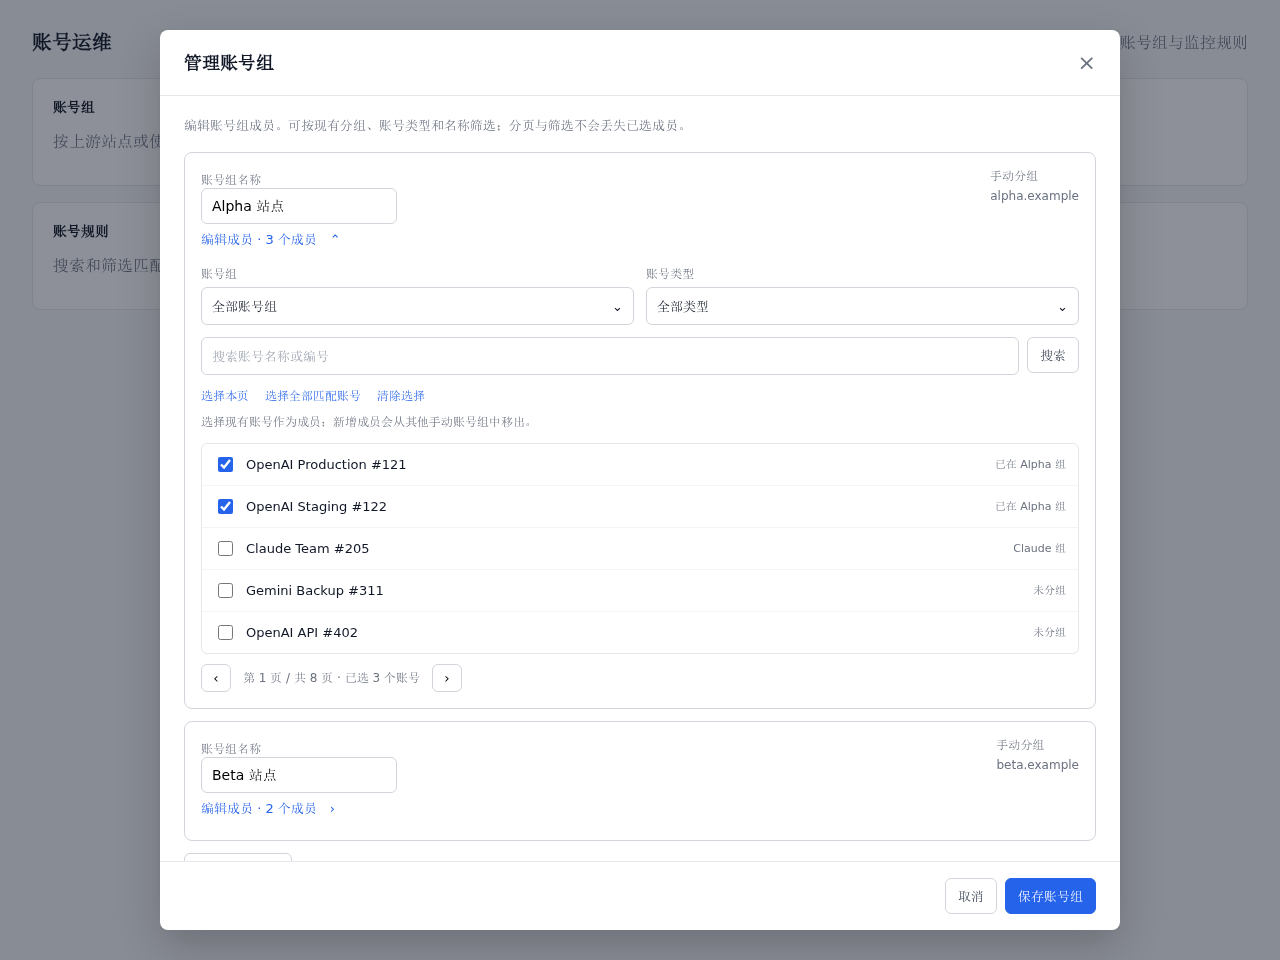 账号运维
账号组与监控规则
账号组
按上游站点或使
账号规则
搜索和筛选匹配
管理账号组
×
编辑账号组成员。可按现有分组、账号类型和名称筛选；分页与筛选不会丢失已选成员。
账号组名称
手动分组
alpha.example
Alpha 站点
编辑成员 · 3 个成员 ⌃
账号组
账号类型
全部账号组
全部类型
搜索账号名称或编号
搜索
选择本页 选择全部匹配账号 清除选择
选择现有账号作为成员；新增成员会从其他手动账号组中移出。
OpenAI Production #121 已在 Alpha 组
OpenAI Staging #122 已在 Alpha 组
Claude Team #205 Claude 组
Gemini Backup #311 未分组
OpenAI API #402 未分组
‹ 第 1 页 / 共 8 页 · 已选 3 个账号 ›
账号组名称
手动分组
beta.example
Beta 站点
编辑成员 · 2 个成员 ›
取消
保存账号组